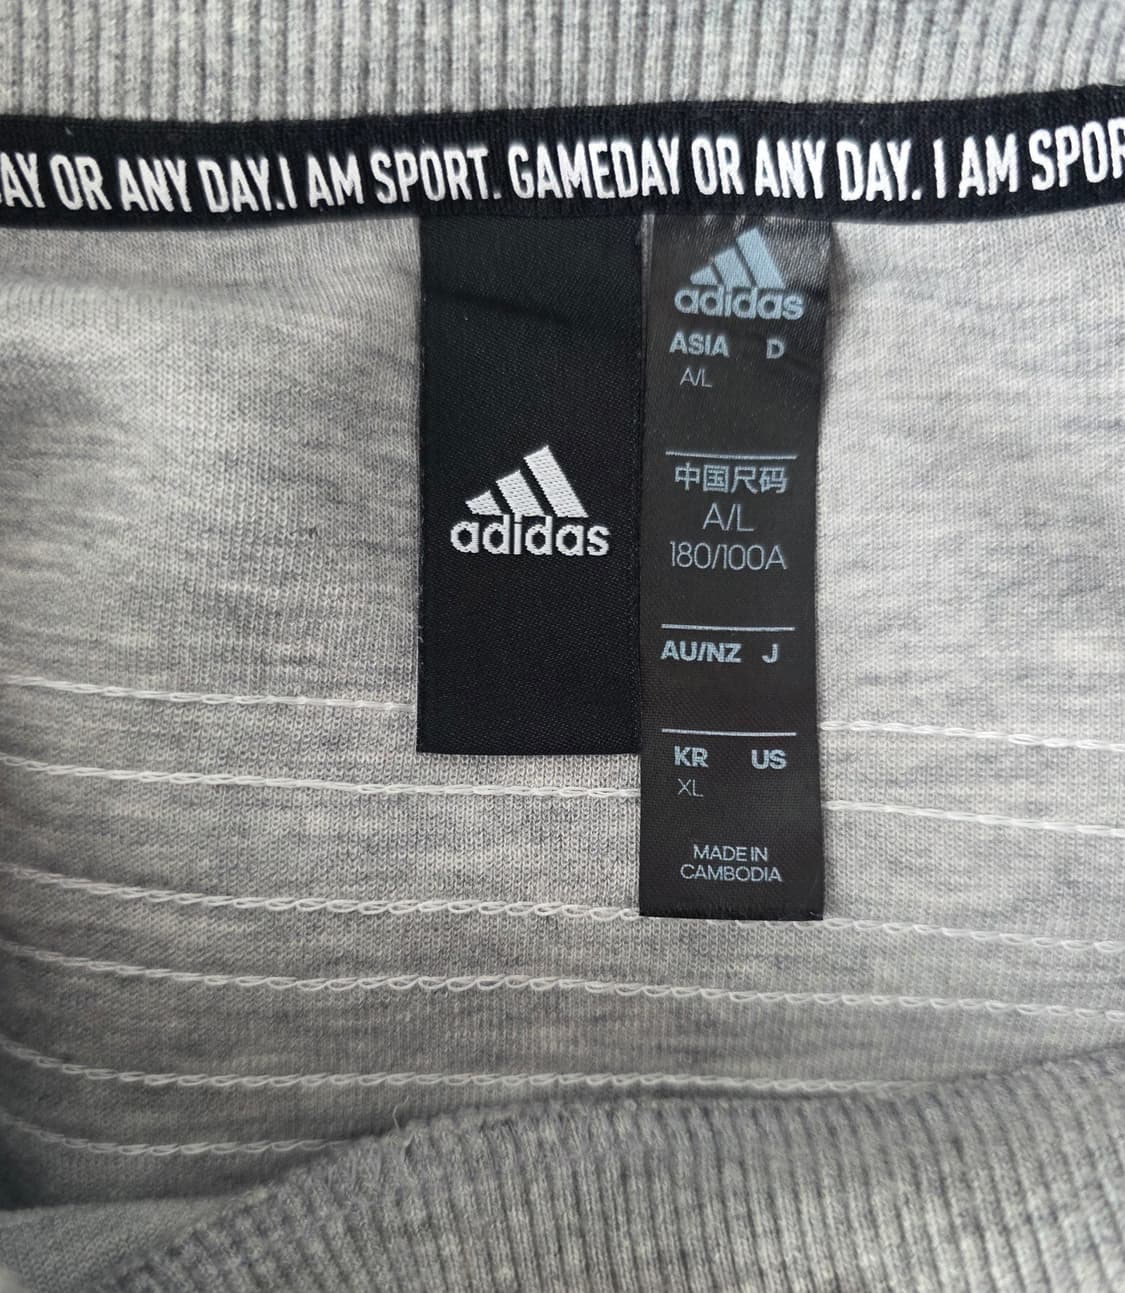 AY OR ANY DAY. I AM SPORT. GAMEDAY OR ANY DAY. I AM SPOR
adidas
adidas
ASIA D
A/L
中国尺码
A/L
180/100A
AU/NZ J
KR US
XL
MADE IN
CAMBODIA